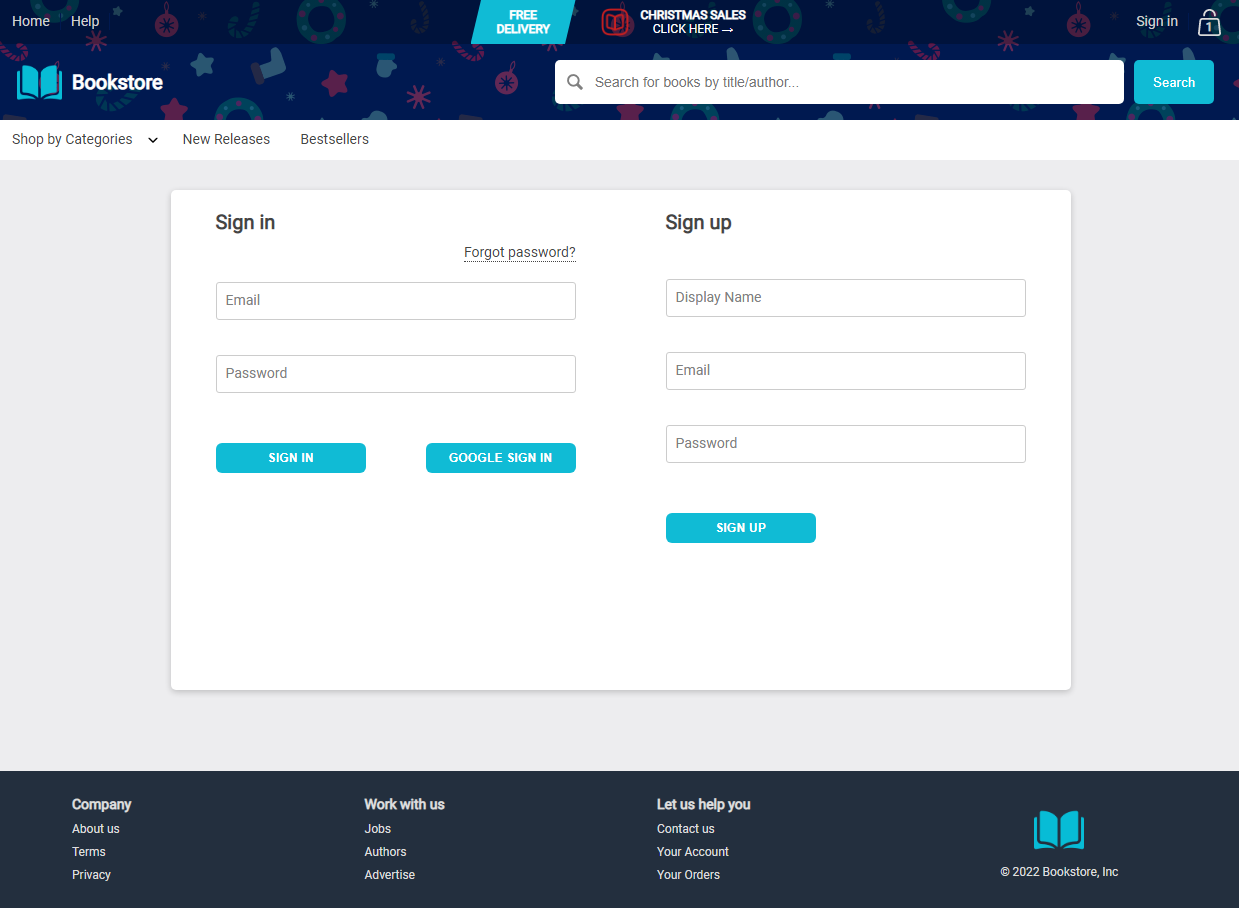 Home Help
FREE
DELIVERY
CHRISTMAS SALES
CLICK HERE →
Sign in
1
Bookstore
Search for books by title/author...
Search
Shop by Categories
New Releases
Bestsellers
Sign in
Forgot password?
Email
Password
SIGN IN
GOOGLE SIGN IN
Sign up
Display Name
Email
Password
SIGN UP
Company
About us
Terms
Privacy
Work with us
Jobs
Authors
Advertise
Let us help you
Contact us
Your Account
Your Orders
© 2022 Bookstore, Inc